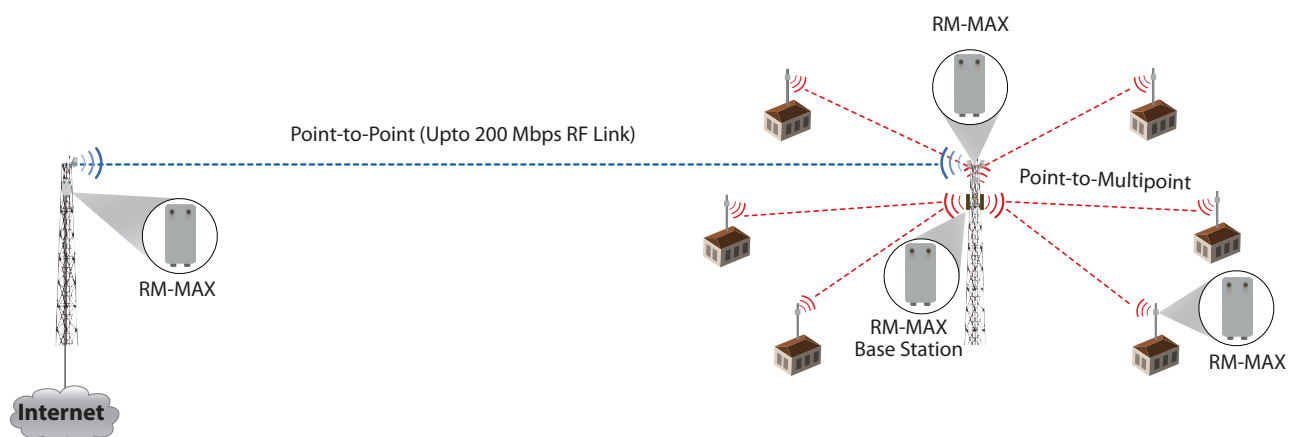 RM-MAX
Point-to-Point (Upto 200 Mbps RF Link)
Point-to-Multipoint
RM-MAX
RM-MAX
Base Station
RM-MAX
Internet